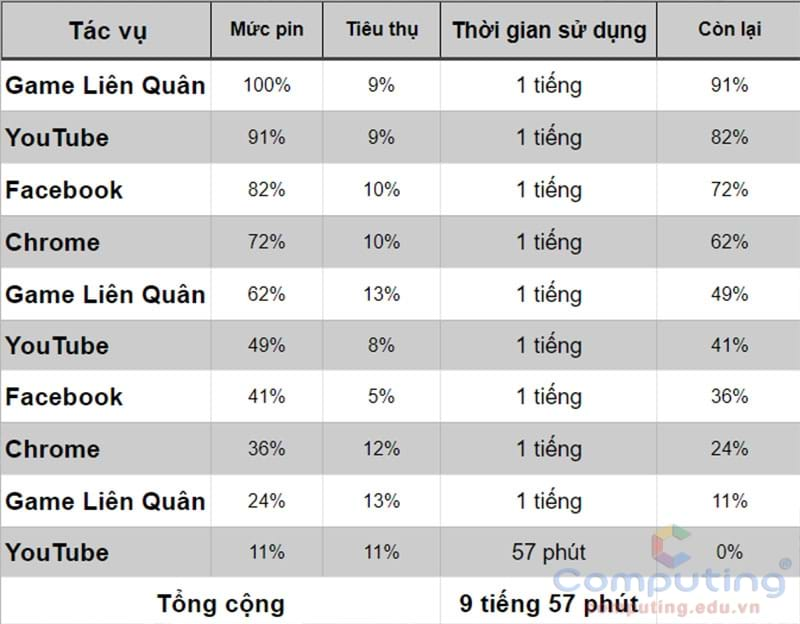 Tác vụ Mức pin Tiêu thụ Thời gian sử dụng Còn lại
Game Liên Quân 100% 9% 1 tiếng 91%
YouTube 91% 9% 1 tiếng 82%
Facebook 82% 10% 1 tiếng 72%
Chrome 72% 10% 1 tiếng 62%
Game Liên Quân 62% 13% 1 tiếng 49%
YouTube 49% 8% 1 tiếng 41%
Facebook 41% 5% 1 tiếng 36%
Chrome 36% 12% 1 tiếng 24%
Game Liên Quân 24% 13% 1 tiếng 11%
YouTube 11% 11% 57 phút 0%
Tổng cộng 9 tiếng 57 phút
Computing®
computing.edu.vn